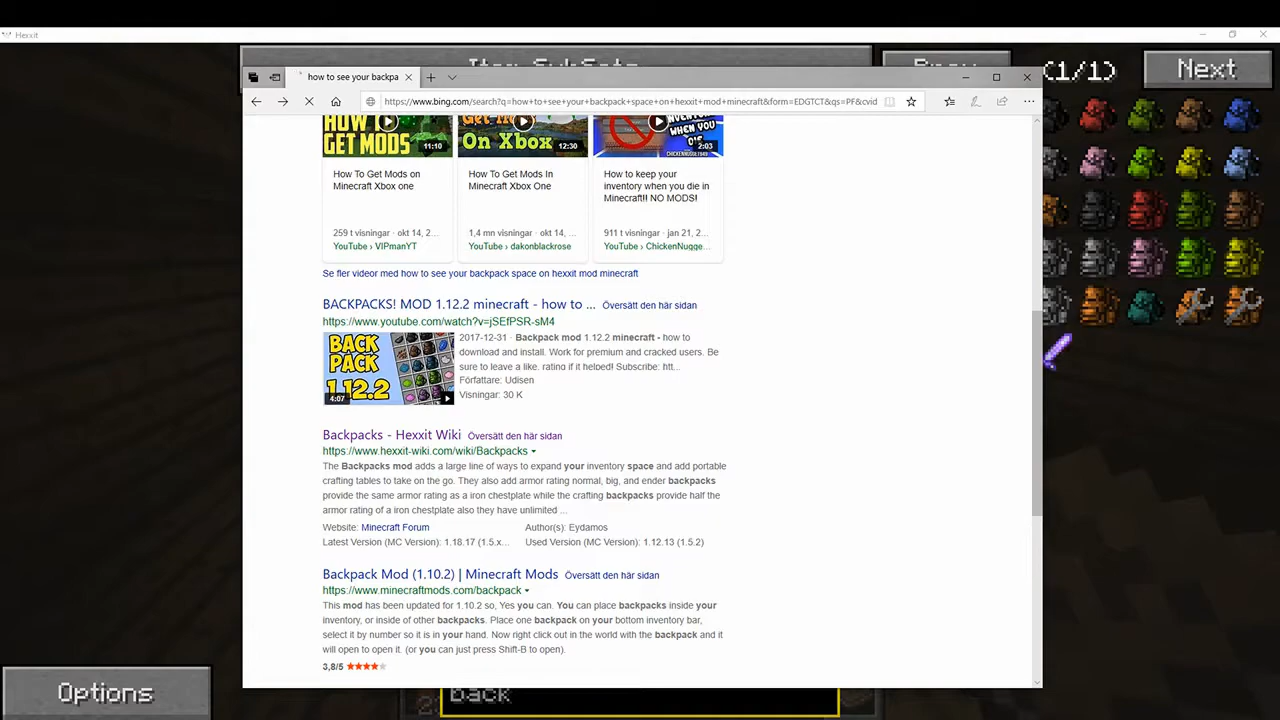 Hexxit
Item SubSets
(1/1)
Next
how to see your backpa
https://www.bing.com/search?q=how+to+see+your+backpack+space+on+hexxit+mod+minecraft&form=EDGTCT&qs=PF&cvid
HOW TO
GET MODS
11:10
On Xbox
12:30
INVENTORY
WHEN YOU
CHICKENNUGGET649
2:03
How To Get Mods on
Minecraft Xbox one
259 t visningar · okt 14, 2...
YouTube › VIPmanYT
How To Get Mods In
Minecraft Xbox One
1,4 mn visningar · okt 14, ...
YouTube › dakonblackrose
How to keep your
inventory when you die in
Minecraft!! NO MODS!
911 t visningar · jan 21, 2...
YouTube › ChickenNugge...
Se fler videor med how to see your backpack space on hexxit mod minecraft
BACKPACKS! MOD 1.12.2 minecraft - how to ... Översätt den här sidan
https://www.youtube.com/watch?v=jSEfPSR-sM4
BACK
PACK
1.12.2
4:07
2017-12-31 · Backpack mod 1.12.2 minecraft - how to
download and install. Work for premium and cracked users. Be
sure to leave a like, rating if it helped! Subscribe: htt...
Författare: Udisen
Visningar: 30 K
Backpacks - Hexxit Wiki Översätt den här sidan
https://www.hexxit-wiki.com/wiki/Backpacks
The Backpacks mod adds a large line of ways to expand your inventory space and add portable
crafting tables to take on the go. They also add armor rating normal, big, and ender backpacks
provide the same armor rating as a iron chestplate while the crafting backpacks provide half the
armor rating of a iron chestplate also they have unlimited ...
Website: Minecraft Forum Author(s): Eydamos
Latest Version (MC Version): 1.18.17 (1.5.x... Used Version (MC Version): 1.12.13 (1.5.2)
Backpack Mod (1.10.2) | Minecraft Mods Översätt den här sidan
https://www.minecraftmods.com/backpack
This mod has been updated for 1.10.2 so, Yes you can. You can place backpacks inside your
inventory, or inside of other backpacks. Place one backpack on your bottom inventory bar,
select it by number so it is in your hand. Now right click out in the world with the backpack and it
will open to open it. (or you can just press Shift-B to open).
3,8/5
Options
back